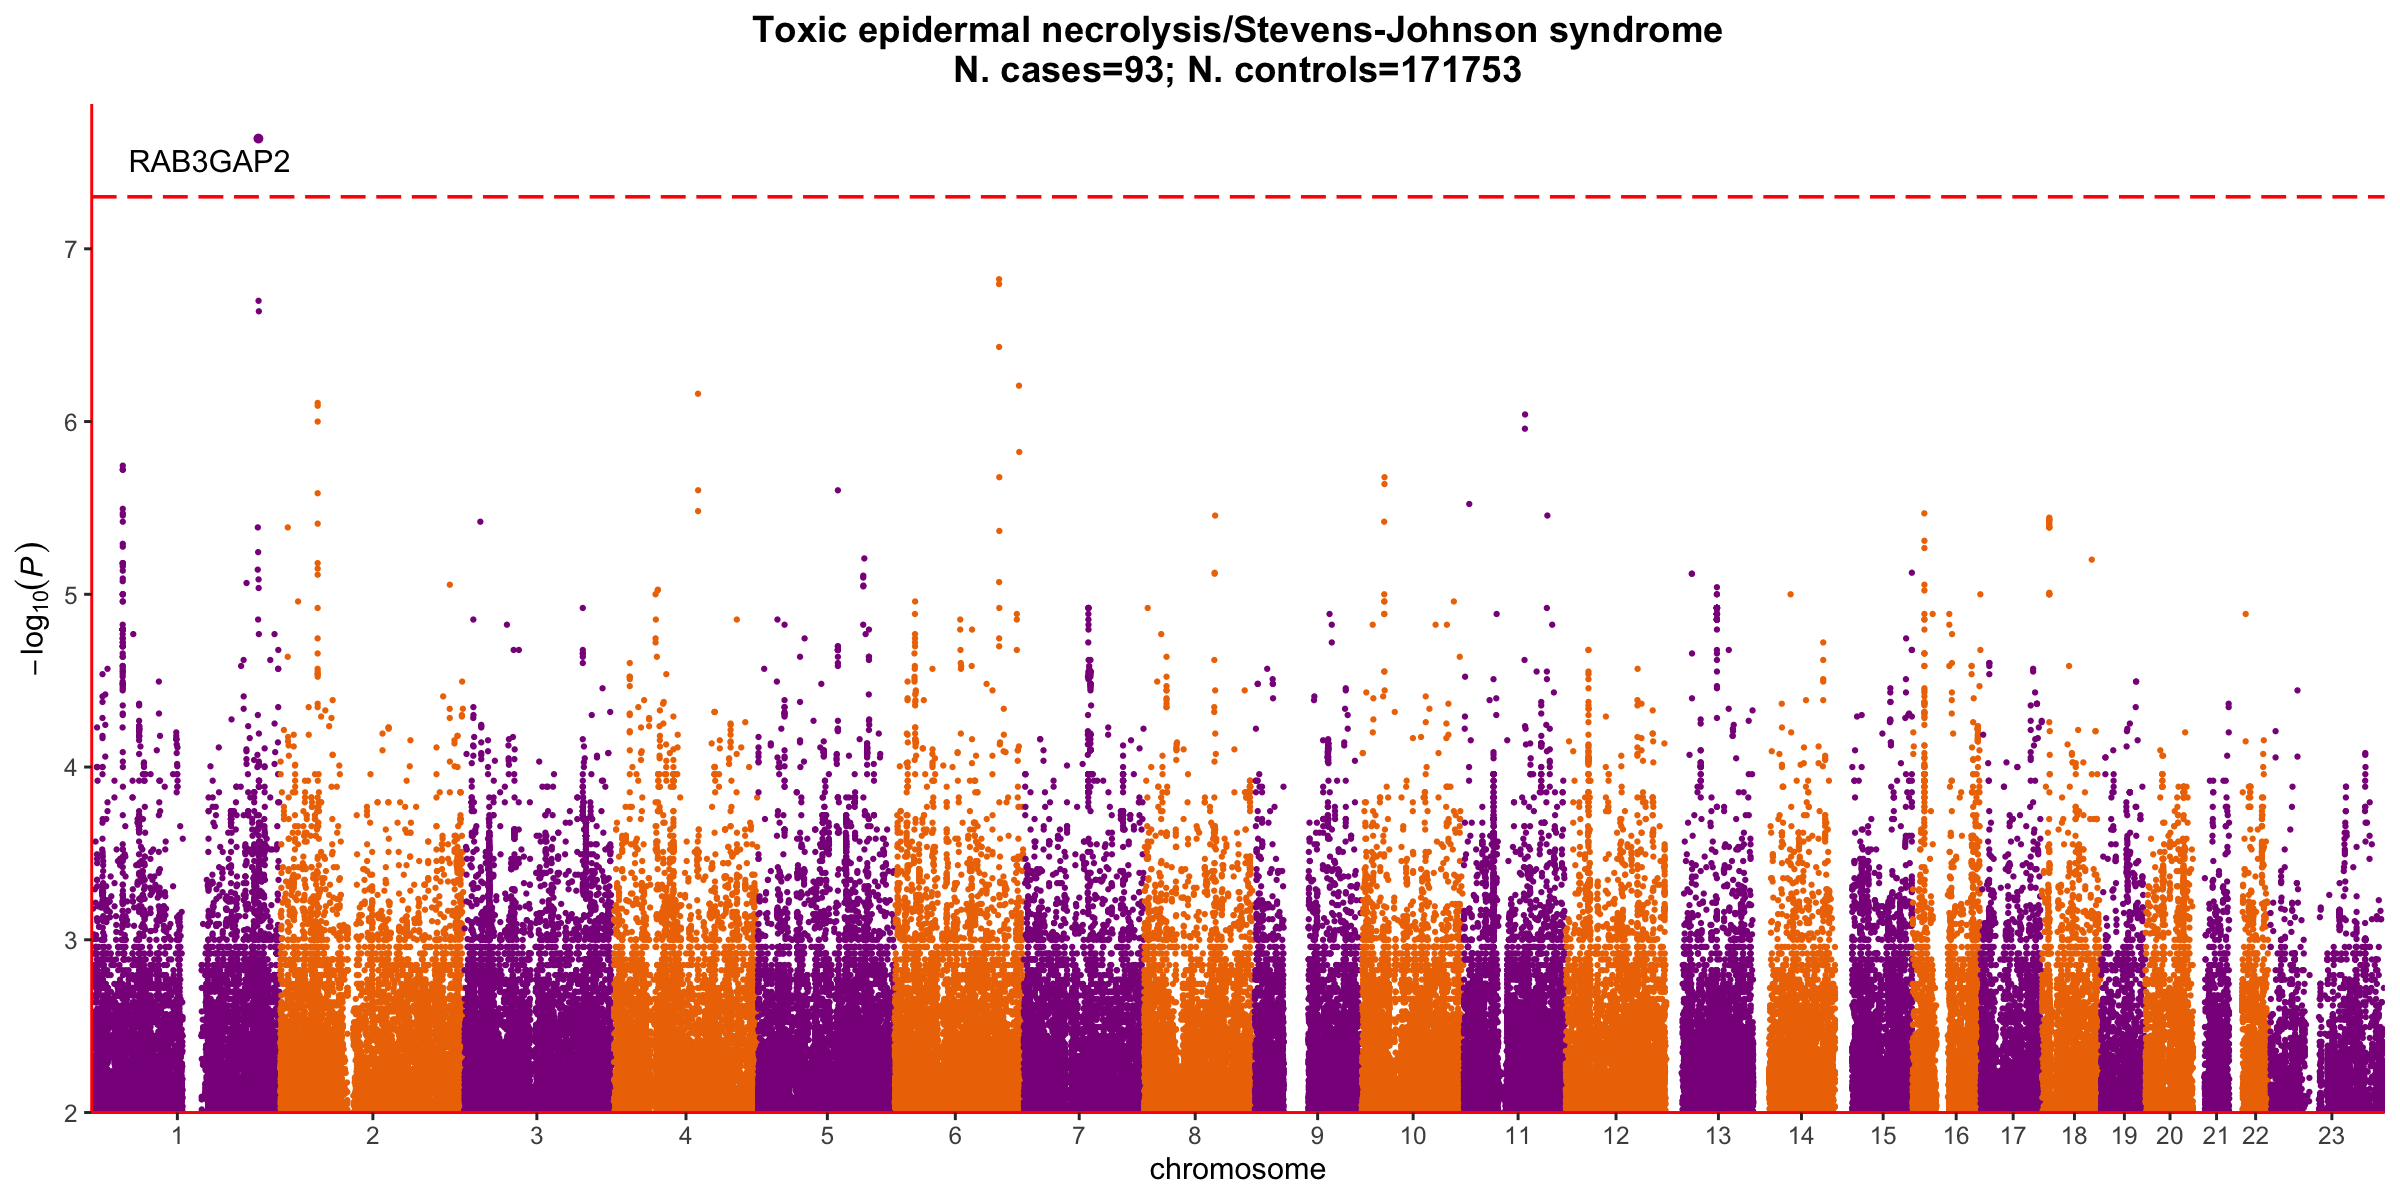 Toxic epidermal necrolysis/Stevens-Johnson syndrome
N. cases=93; N. controls=171753
RAB3GAP2
7
6
5
4
3
2
−log10(P)
1 2 3 4 5 6 7 8 9 10 11 12 13 14 15 16 17 18 19 20 21 22 23
chromosome